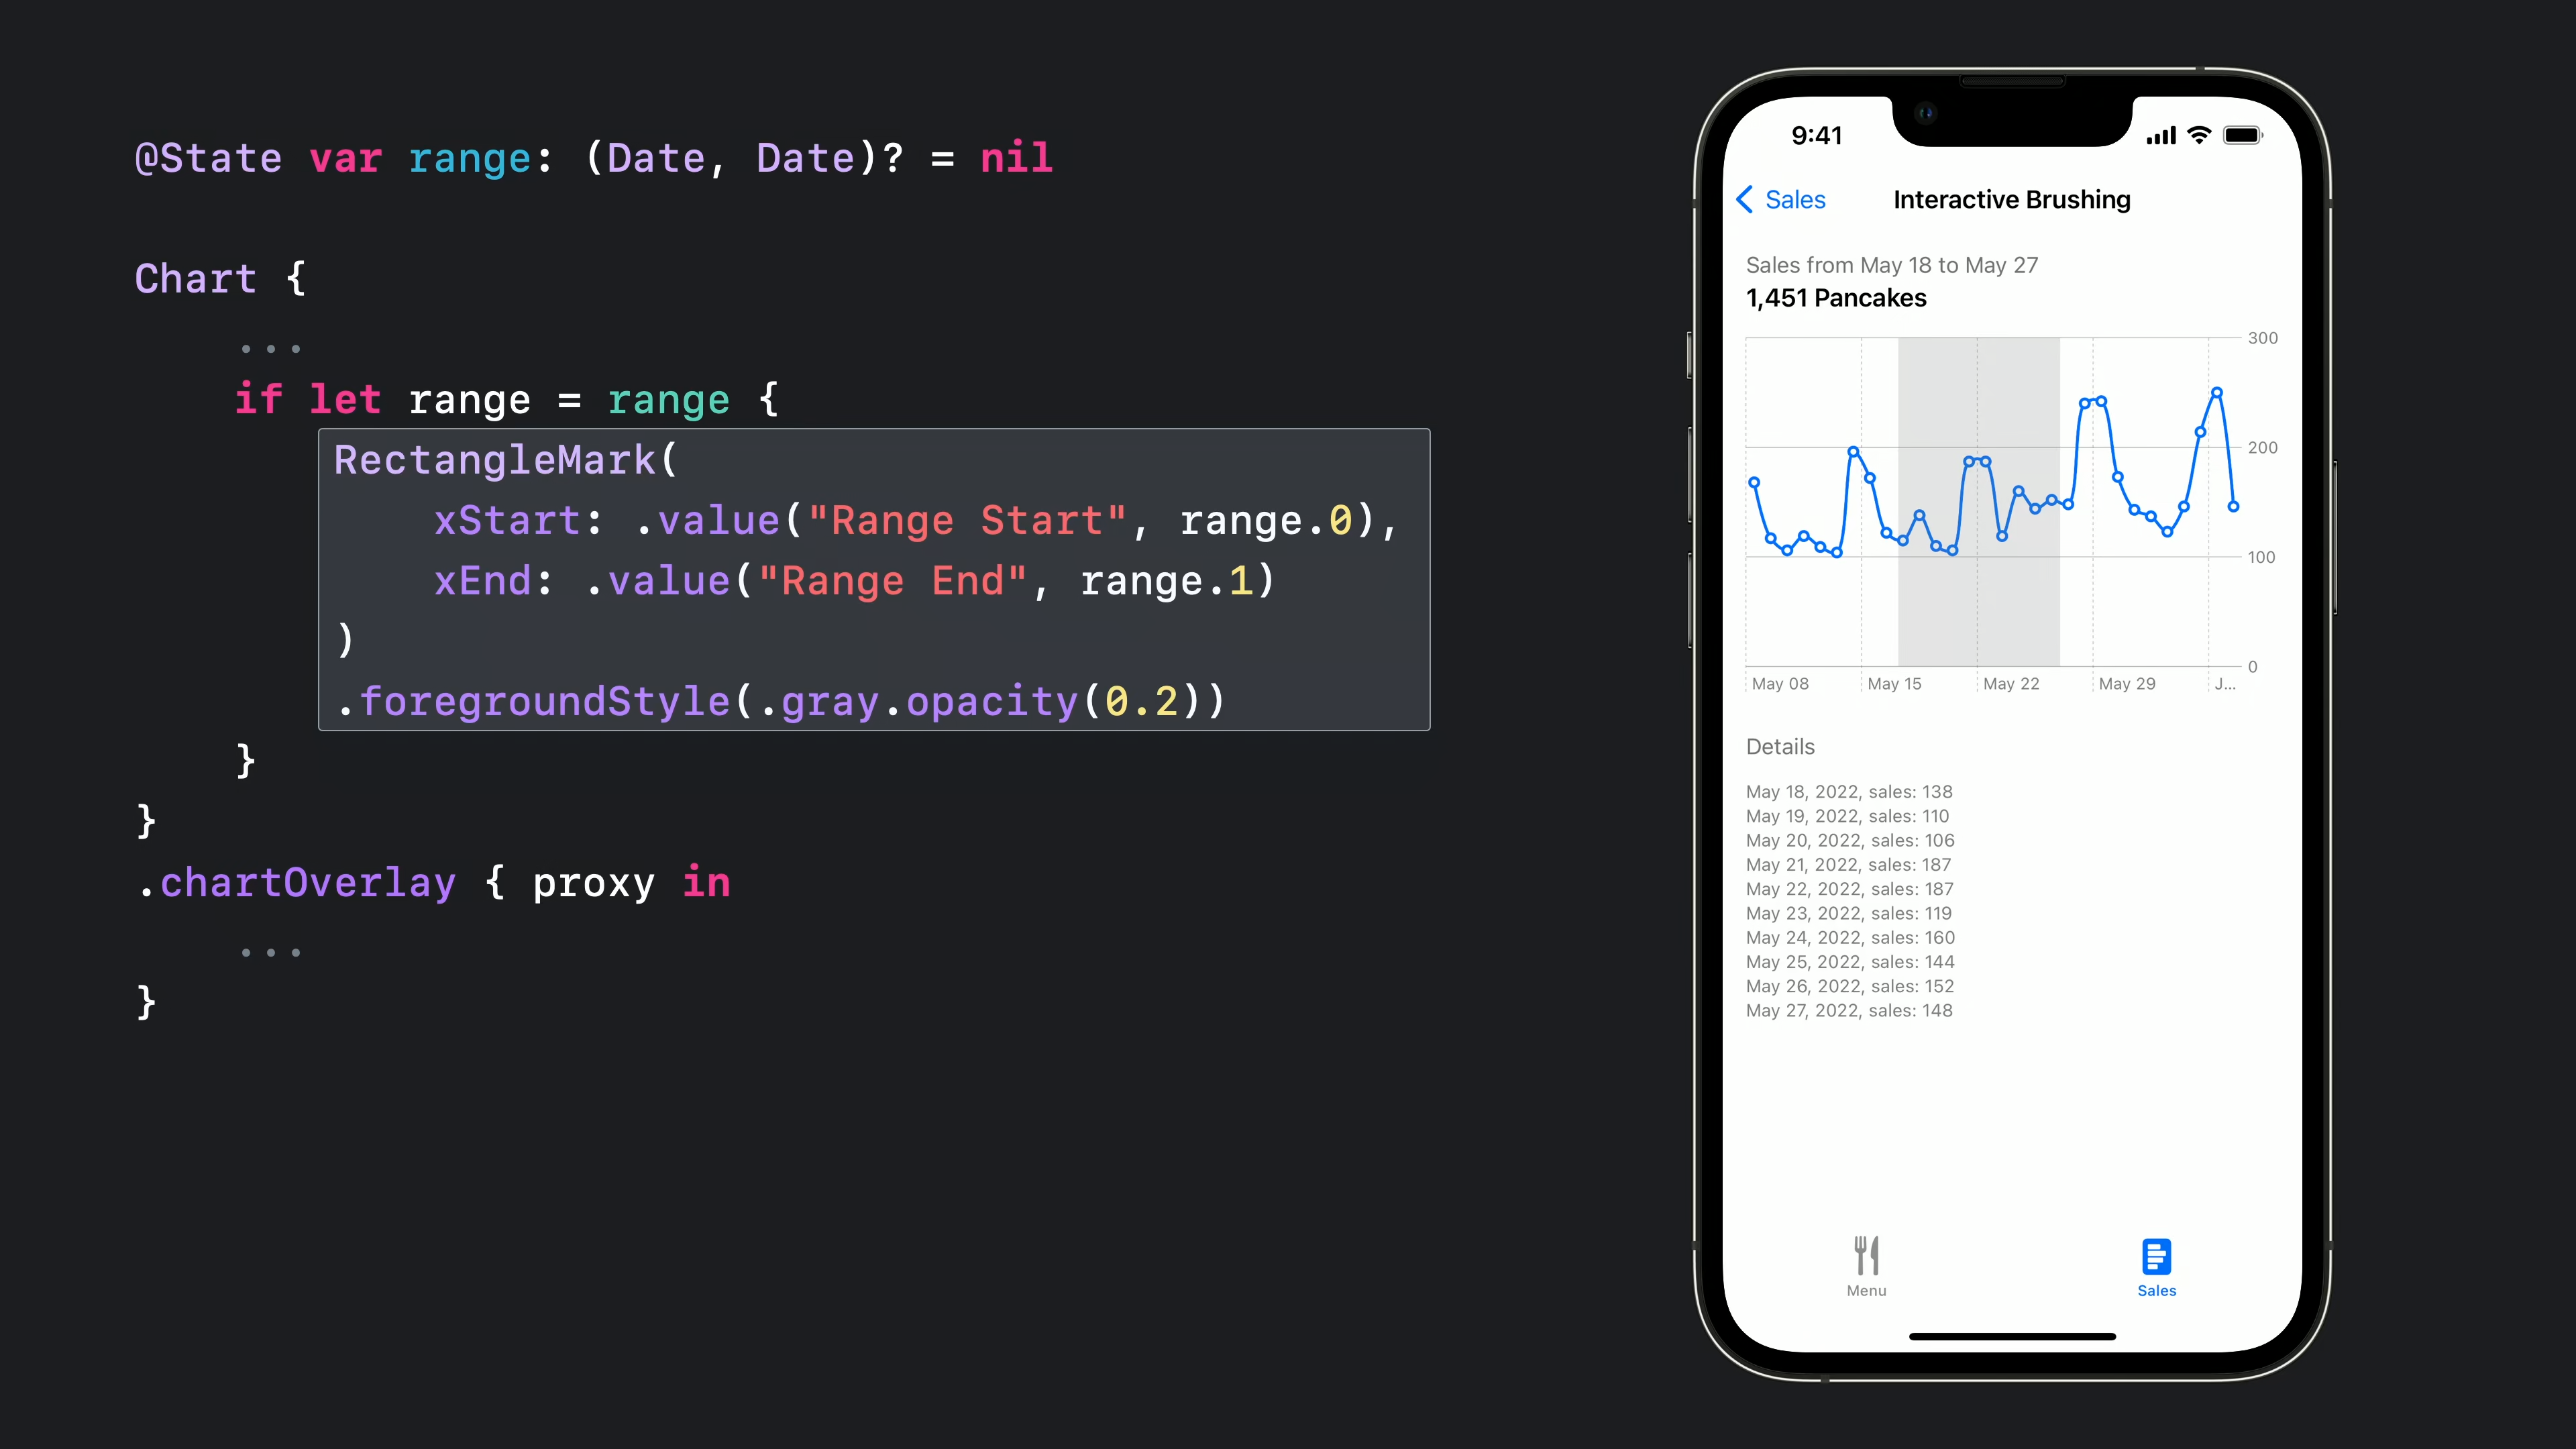 @State var range: (Date, Date)? = nil
Chart {
...
if let range = range {
RectangleMark(
xStart: .value("Range Start", range.0),
xEnd: .value("Range End", range.1)
)
.foregroundStyle(.gray.opacity(0.2))
}
}
.chartOverlay { proxy in
...
}
9:41
Sales
Interactive Brushing
Sales from May 18 to May 27
1,451 Pancakes
300
200
100
0
May 08
May 15
May 22
May 29
J...
Details
May 18, 2022, sales: 138
May 19, 2022, sales: 110
May 20, 2022, sales: 106
May 21, 2022, sales: 187
May 22, 2022, sales: 187
May 23, 2022, sales: 119
May 24, 2022, sales: 160
May 25, 2022, sales: 144
May 26, 2022, sales: 152
May 27, 2022, sales: 148
Menu
Sales